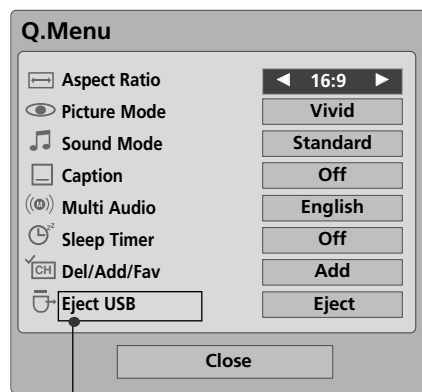 Q.Menu
Aspect Ratio ◀ 16:9 ▶
Picture Mode Vivid
Sound Mode Standard
Caption Off
Multi Audio English
Sleep Timer Off
Del/Add/Fav Add
Eject USB Eject
Close